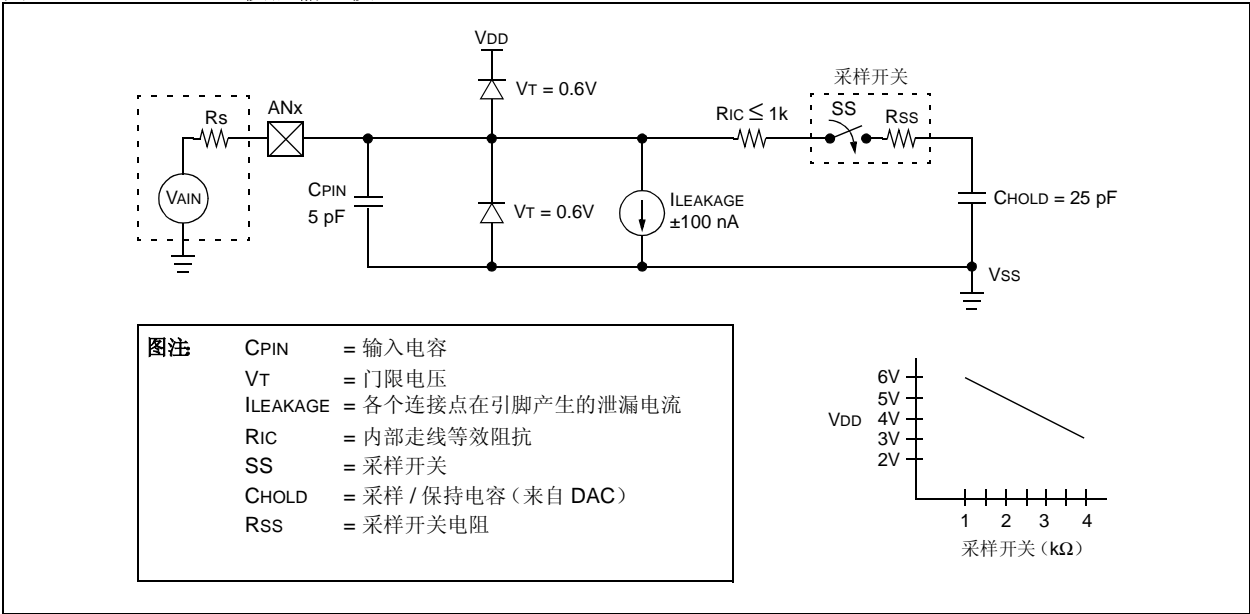 VDD
VT = 0.6V
采样开关
Rs
ANx
RIC ≤ 1k
SS
RSS
VAIN
CPIN
5 pF
VT = 0.6V
ILEAKAGE
±100 nA
CHOLD = 25 pF
VSS
图注:
CPIN = 输入电容
VT = 门限电压
ILEAKAGE = 各个连接点在引脚产生的泄漏电流
RIC = 内部走线等效阻抗
SS = 采样开关
CHOLD = 采样 / 保持电容（来自 DAC）
RSS = 采样开关电阻
6V
5V
VDD 4V
3V
2V
1 2 3 4
采样开关（kΩ）